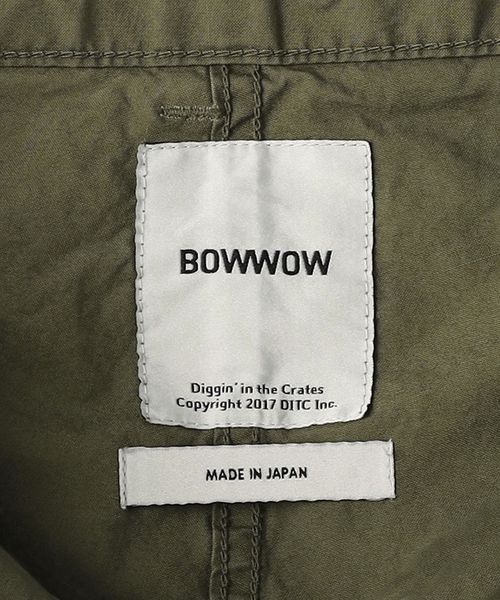 BOWWOW
Diggin' in the Crates
Copyright 2017 DITC Inc.
MADE IN JAPAN